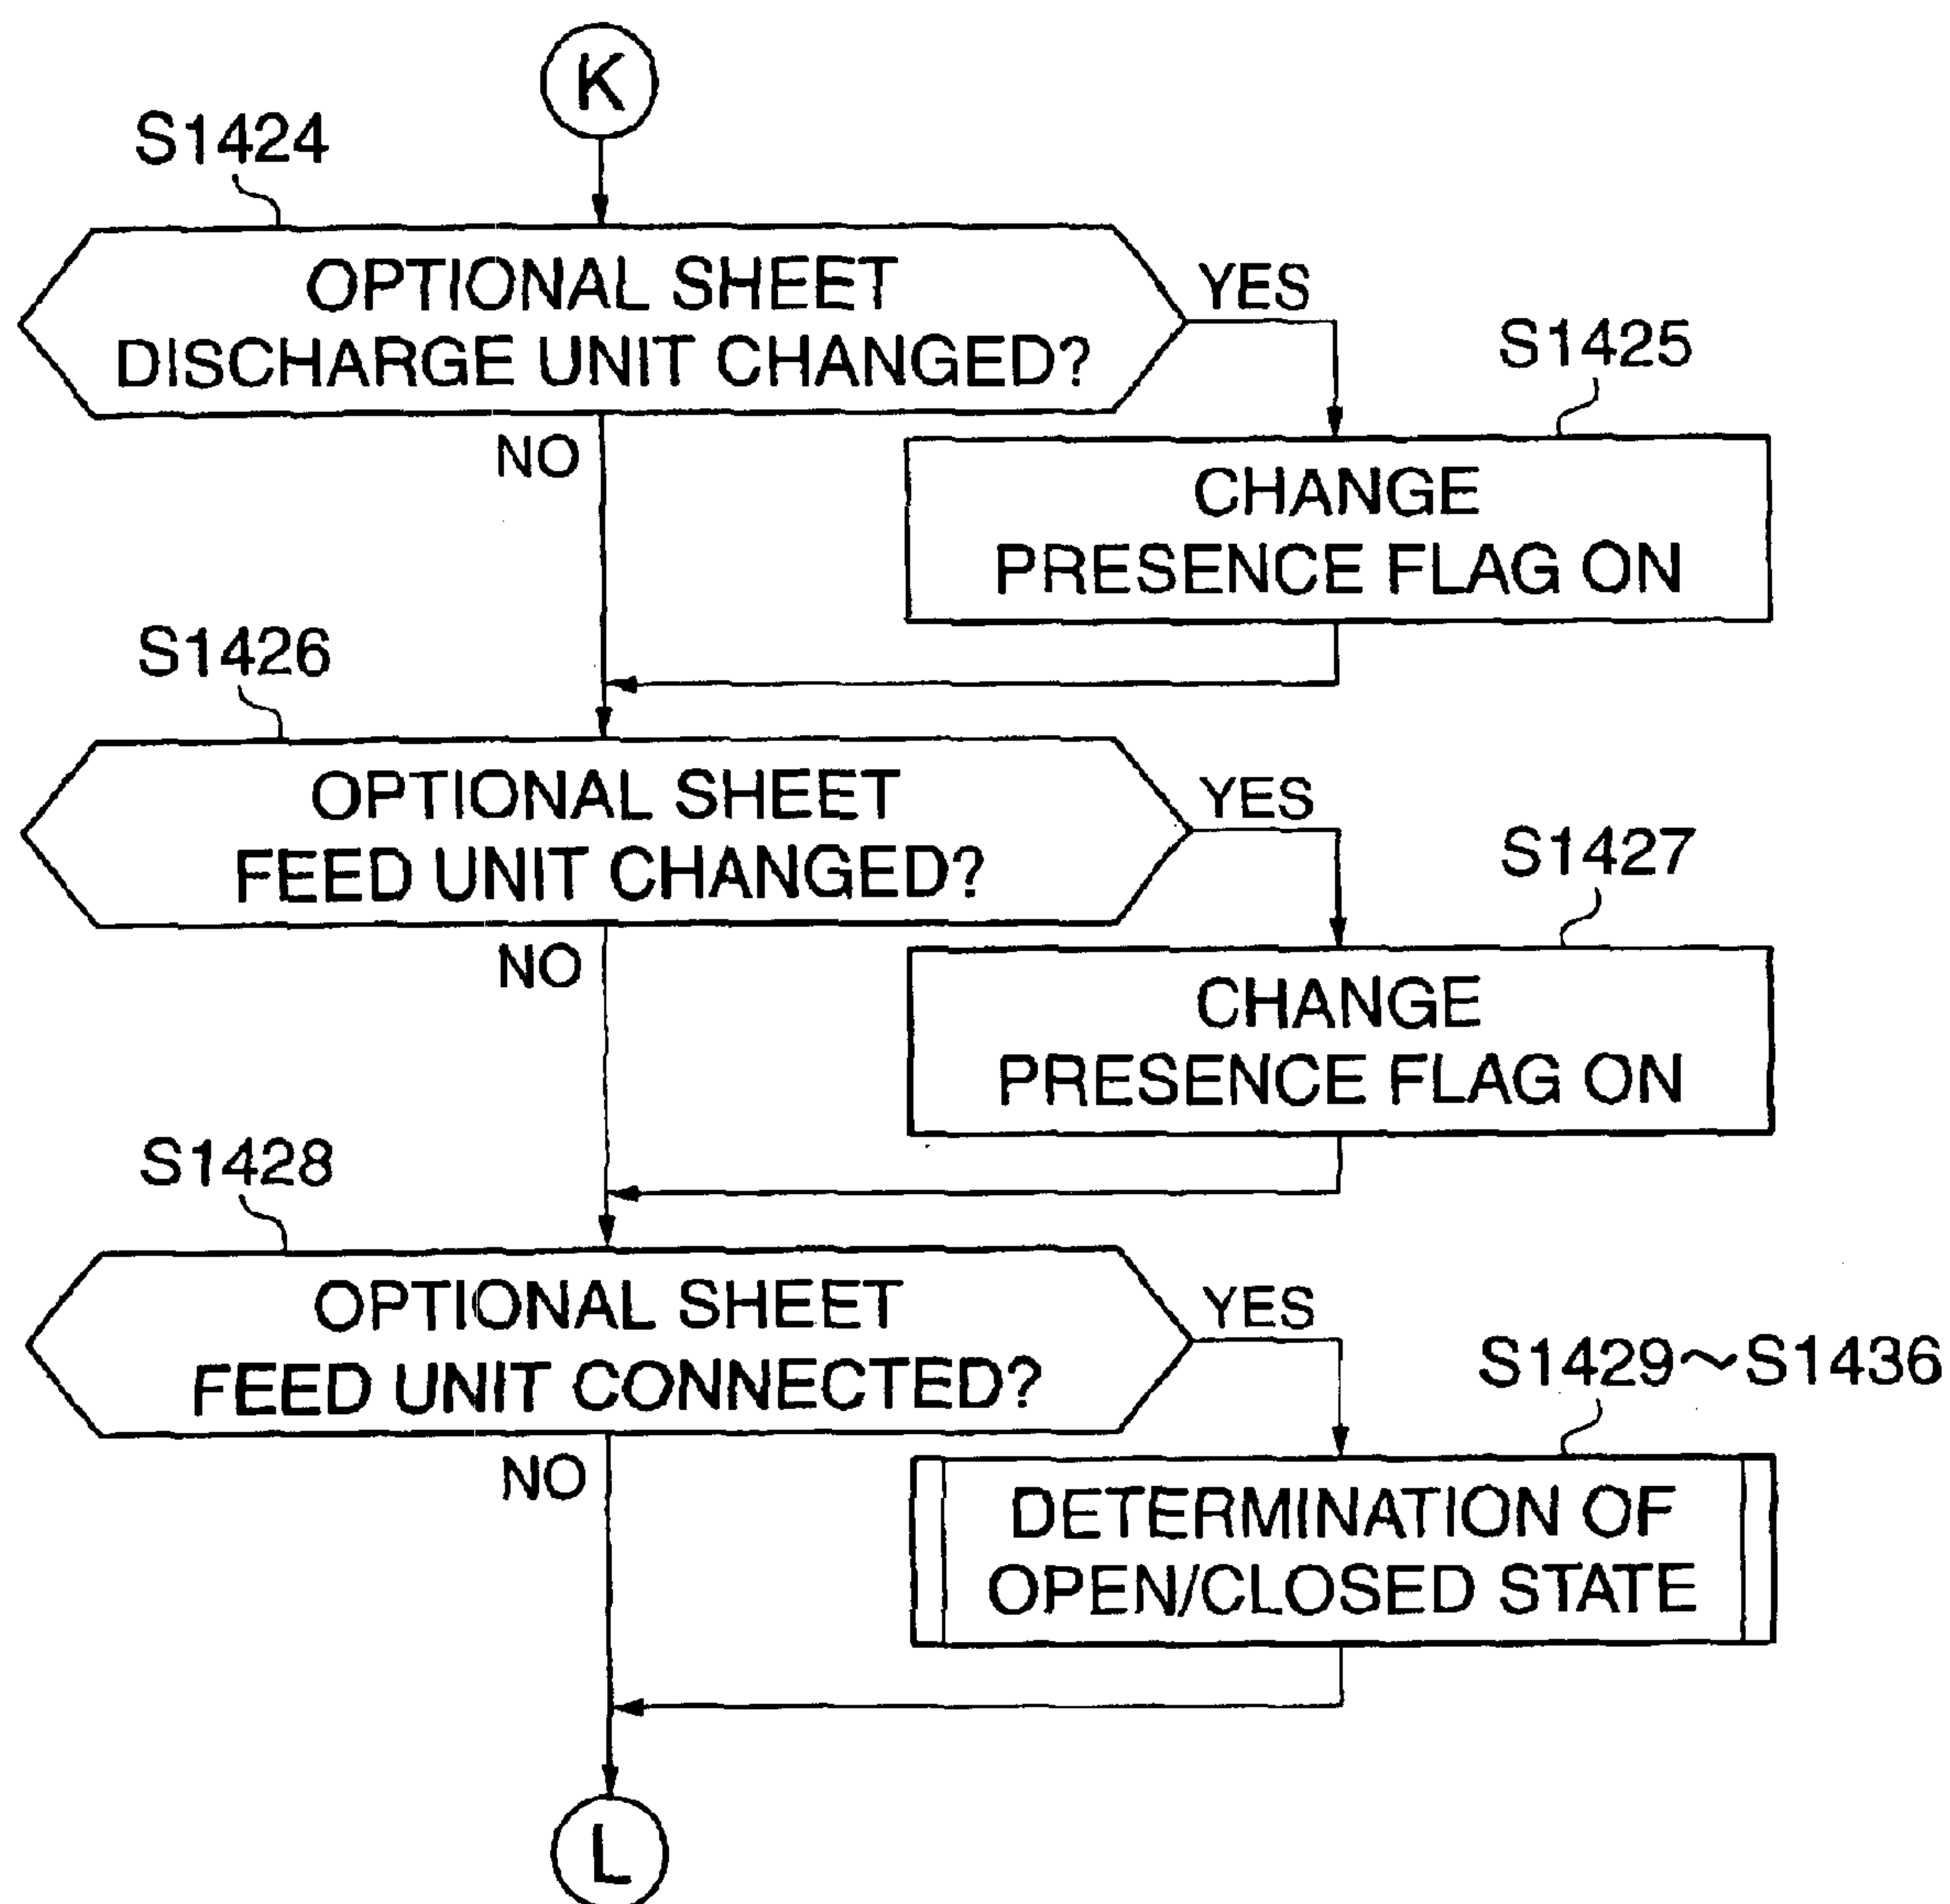 K
S1424
OPTIONAL SHEET
DISCHARGE UNIT CHANGED?
YES
S1425
NO
CHANGE
PRESENCE FLAG ON
S1426
OPTIONAL SHEET
FEED UNIT CHANGED?
YES
S1427
NO
CHANGE
PRESENCE FLAG ON
S1428
OPTIONAL SHEET
FEED UNIT CONNECTED?
YES
S1429~S1436
NO
DETERMINATION OF
OPEN/CLOSED STATE
L